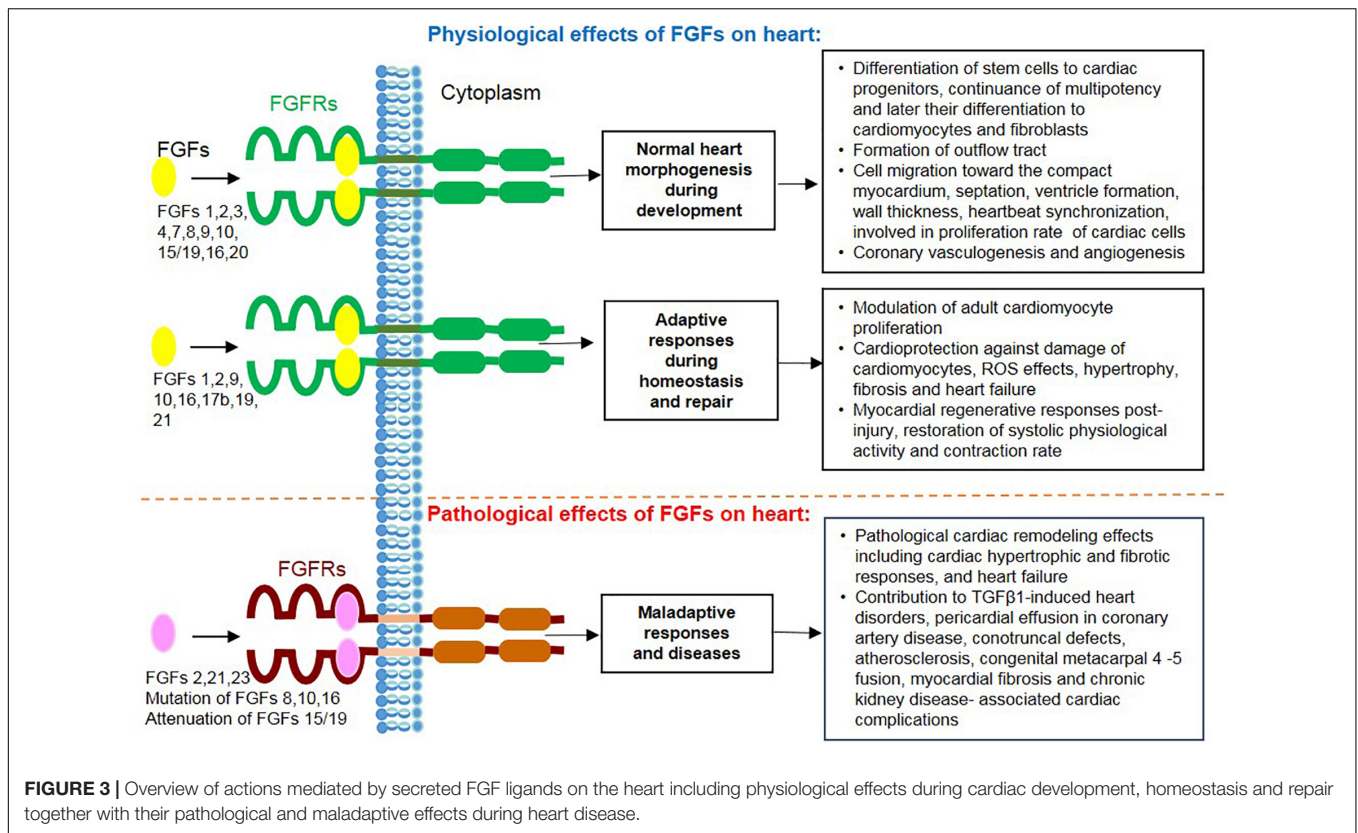 Physiological effects of FGFs on heart:
Cytoplasm
FGFRs
FGFs
FGFs 1,2,3,
4,7,8,9,10,
15/19,16,20
Normal heart
morphogenesis
during
development
• Differentiation of stem cells to cardiac
progenitors, continuance of multipotency
and later their differentiation to
cardiomyocytes and fibroblasts
• Formation of outflow tract
• Cell migration toward the compact
myocardium, septation, ventricle formation,
wall thickness, heartbeat synchronization,
involved in proliferation rate of cardiac cells
• Coronary vasculogenesis and angiogenesis
FGFs 1,2,9,
10,16,17b,19,
21
Adaptive
responses
during
homeostasis
and repair
• Modulation of adult cardiomyocyte
proliferation
• Cardioprotection against damage of
cardiomyocytes, ROS effects, hypertrophy,
fibrosis and heart failure
• Myocardial regenerative responses post-
injury, restoration of systolic physiological
activity and contraction rate
Pathological effects of FGFs on heart:
FGFRs
FGFs 2,21,23
Mutation of FGFs 8,10,16
Attenuation of FGFs 15/19
Maladaptive
responses
and diseases
• Pathological cardiac remodeling effects
including cardiac hypertrophic and fibrotic
responses, and heart failure
• Contribution to TGFβ1-induced heart
disorders, pericardial effusion in coronary
artery disease, conotruncal defects,
atherosclerosis, congenital metacarpal 4 -5
fusion, myocardial fibrosis and chronic
kidney disease- associated cardiac
complications
FIGURE 3 | Overview of actions mediated by secreted FGF ligands on the heart including physiological effects during cardiac development, homeostasis and repair
together with their pathological and maladaptive effects during heart disease.